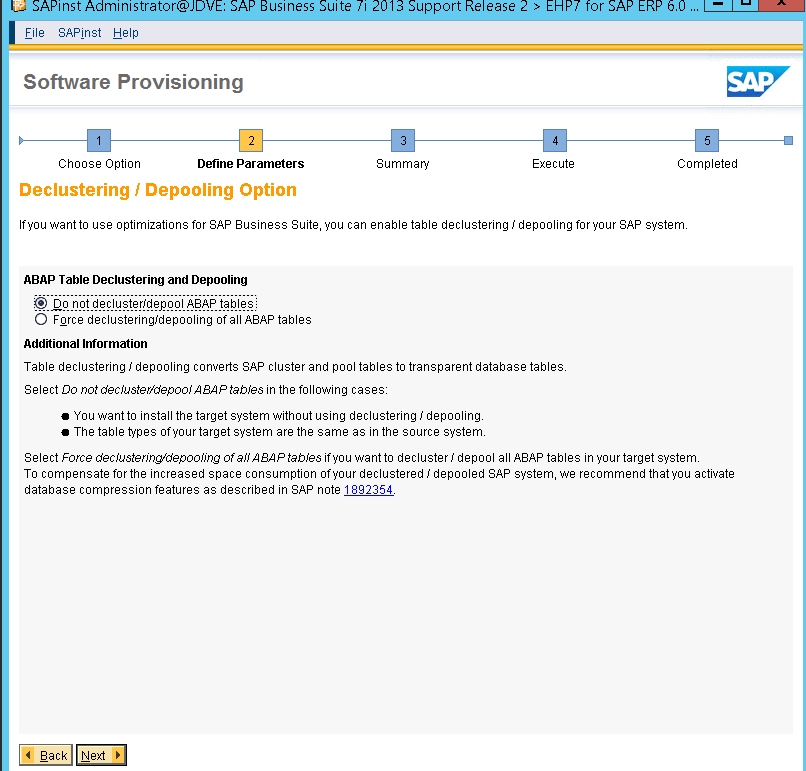 SAPinst Administrator@JDVE: SAP Business Suite 7i 2013 Support Release 2 > EHP7 for SAP ERP 6.0 ...
File SAPinst Help
Software Provisioning
SAP
1 2 3 4 5
Choose Option Define Parameters Summary Execute Completed
Declustering / Depooling Option
If you want to use optimizations for SAP Business Suite, you can enable table declustering / depooling for your SAP system.
ABAP Table Declustering and Depooling
Do not decluster/depool ABAP tables
Force declustering/depooling of all ABAP tables
Additional Information
Table declustering / depooling converts SAP cluster and pool tables to transparent database tables.
Select Do not decluster/depool ABAP tables in the following cases:
● You want to install the target system without using declustering / depooling.
● The table types of your target system are the same as in the source system.
Select Force declustering/depooling of all ABAP tables if you want to decluster / depool all ABAP tables in your target system.
To compensate for the increased space consumption of your declustered / depooled SAP system, we recommend that you activate
database compression features as described in SAP note 1892354.
Back Next